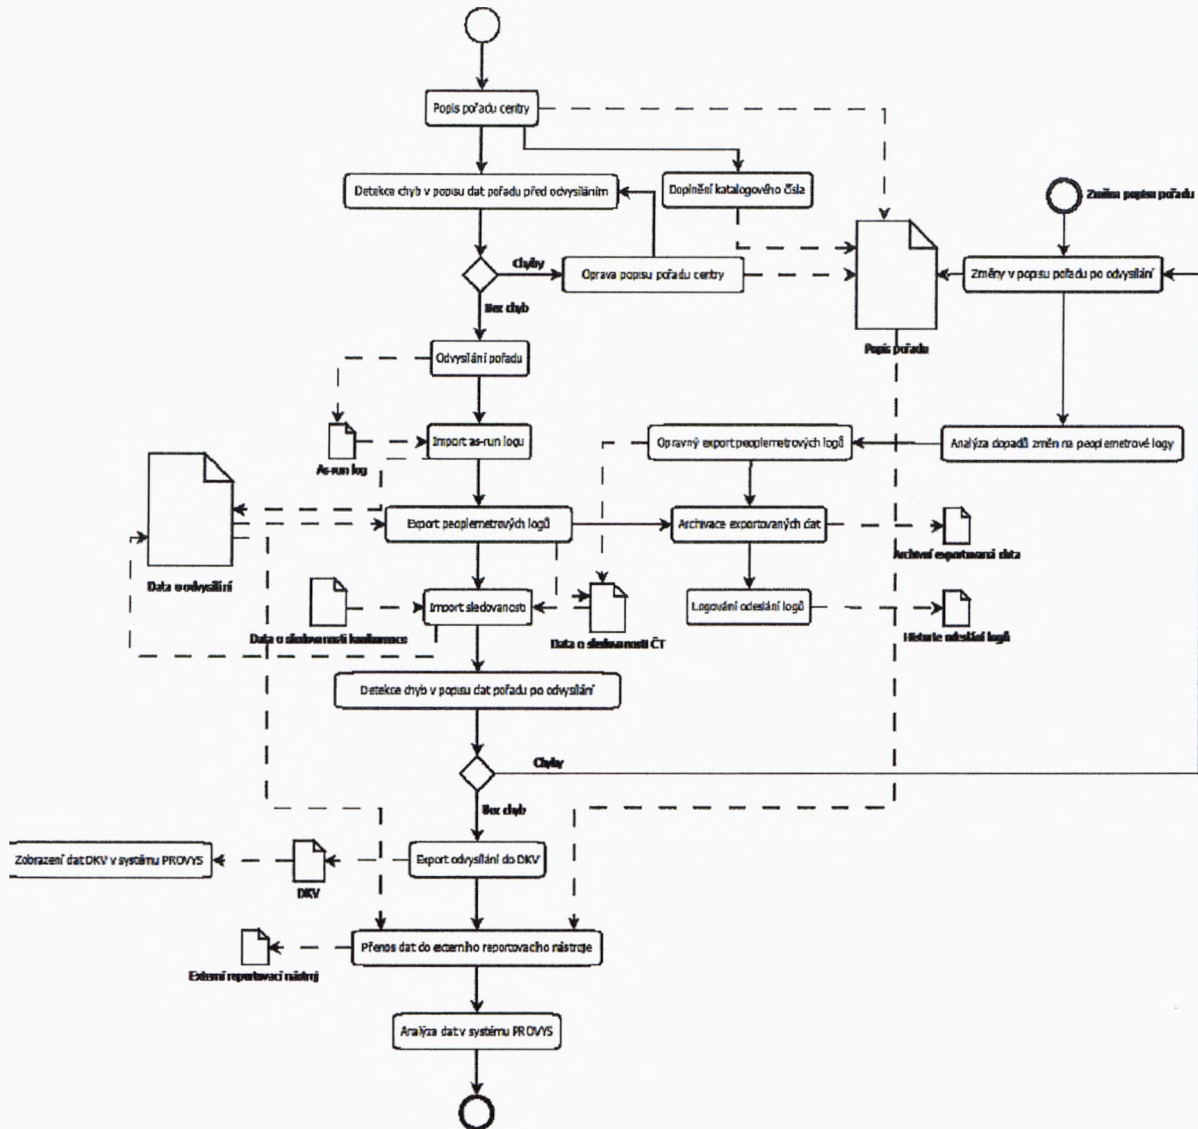 Popis pořadu centry
Detekce chyb v popisu dat pořadu před odvysíláním
Doplnění katalogového čísla
Změna popisu pořadu
Chyby
Oprava popisu pořadu centry
Změny v popisu pořadu po odvysílání
Bez chyb
Popis pořadu
Odvysílání pořadu
Import as-run logu
As-run log
Opravný export peoplemetrových logů
Analýza dopadů změn na peoplemetrové logy
Export peoplemetrových logů
Archivace exportovaných dat
Archivní exportovaná data
Data o odvysílání
Import sledovanosti
Logování odeslání logů
Data o sledovanosti konkurence
Data o sledovanosti ČT
Historie odeslání logů
Detekce chyb v popisu dat pořadu po odvysílání
Chyby
Bez chyb
Zobrazení dat DKV v systému PROVYS
DKV
Export odvysílání do DKV
Přenos dat do externího reportovacího nástroje
Externí reportovací nástroj
Analýza dat v systému PROVYS